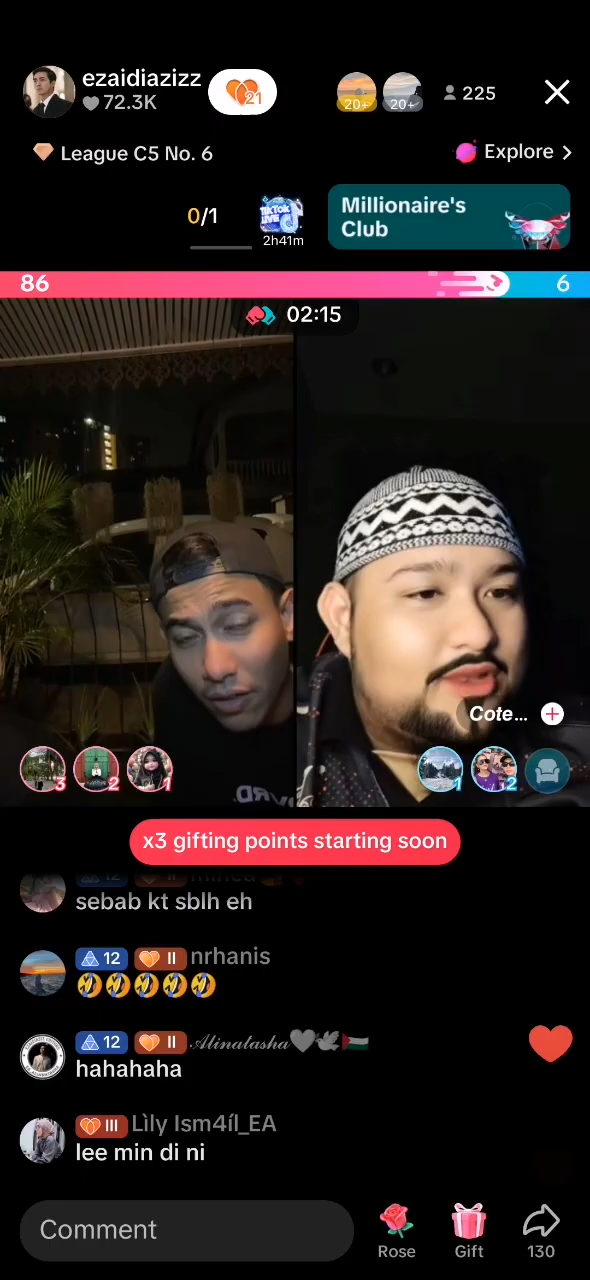 ezaidiazizz
72.3K
21
20+
20+
225
League C5 No. 6
Explore
0/1
TIKTOK
LIVE
2h41m
Millionaire's
Club
86
6
02:15
Cote...
3
2
1
1
2
x3 gifting points starting soon
12 II
sebab kt sblh eh
12 II nrhanis
🤣🤣🤣🤣🤣
12 II 𝒜𝓁𝒾𝓃𝒶𝓉𝒶𝓈𝒽𝒶🤍🕊🇵🇸
hahahaha
III Lìly Ism4íl_EA
lee min di ni
Comment
Rose
Gift
130